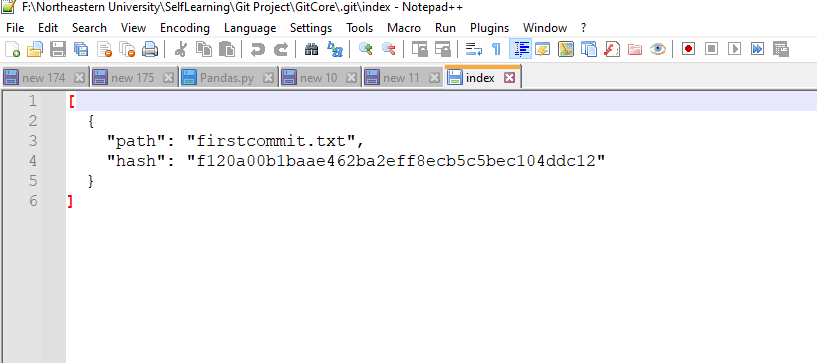 F:\Northeastern University\SelfLearning\Git Project\GitCore\.git\index - Notepad++
File Edit Search View Encoding Language Settings Tools Macro Run Plugins Window ?
new 174 new 175 Pandas.py new 10 new 11 index
1 [
2 {
3 "path": "firstcommit.txt",
4 "hash": "f120a00b1baae462ba2eff8ecb5c5bec104ddc12"
5 }
6 ]